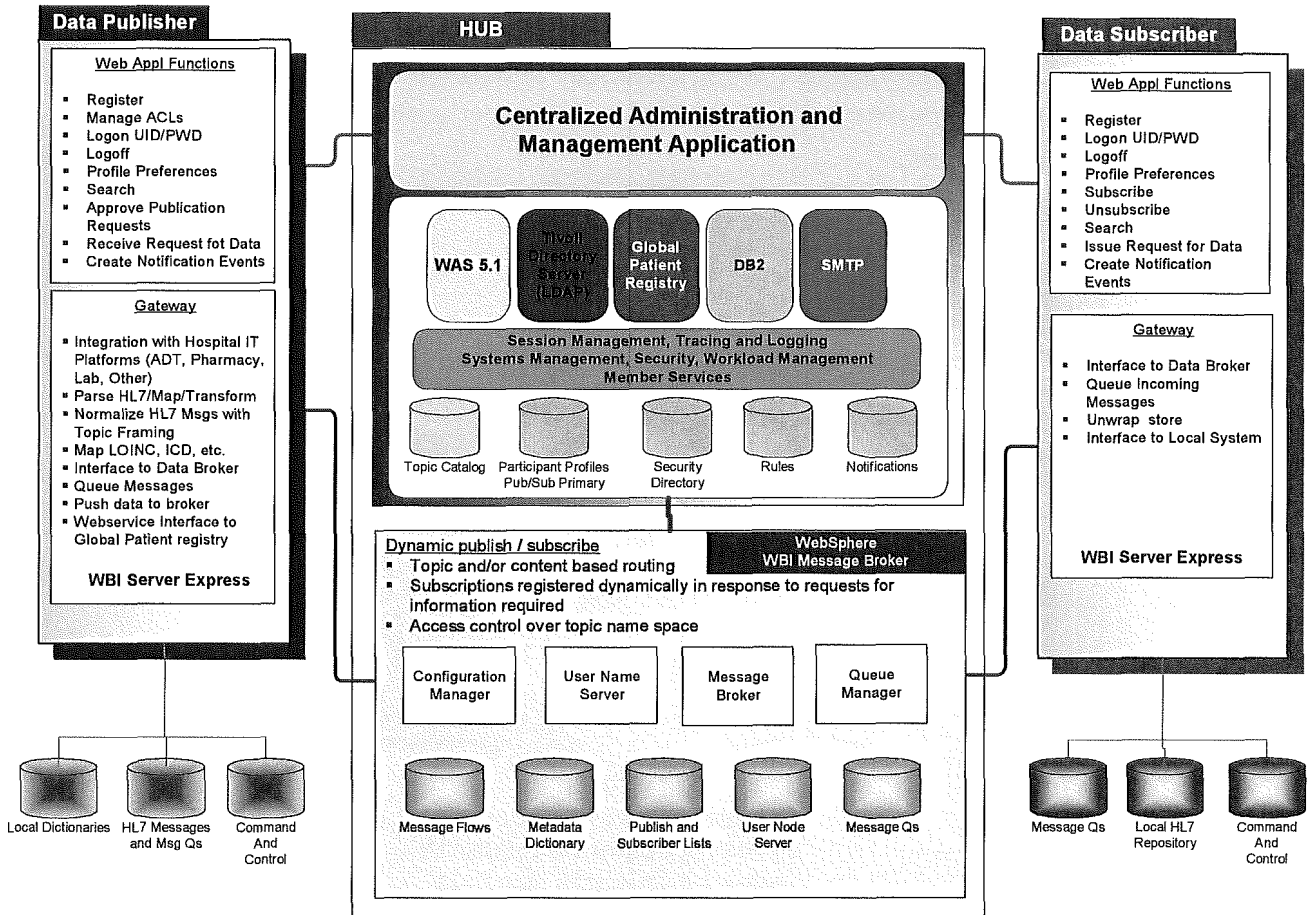 Data Publisher
Web Appl Functions
▪ Register
▪ Manage ACLs
▪ Logon UID/PWD
▪ Logoff
▪ Profile Preferences
▪ Search
▪ Approve Publication
Requests
▪ Receive Request fot Data
▪ Create Notification Events
Gateway
▪ Integration with Hospital IT
Platforms (ADT, Pharmacy,
Lab, Other)
▪ Parse HL7/Map/Transform
▪ Normalize HL7 Msgs with
Topic Framing
▪ Map LOINC, ICD, etc.
▪ Interface to Data Broker
▪ Queue Messages
▪ Push data to broker
▪ Webservice Interface to
Global Patient registry
WBI Server Express
Local Dictionaries
HL7 Messages
and Msg Qs
Command
And
Control
HUB
Centralized Administration and
Management Application
WAS 5.1
Tivoli
Directory
Server
(LDAP)
Global
Patient
Registry
DB2
SMTP
Session Management, Tracing and Logging
Systems Management, Security, Workload Management
Member Services
Topic Catalog
Participant Profiles
Pub/Sub Primary
Security
Directory
Rules
Notifications
WebSphere
WBI Message Broker
Dynamic publish / subscribe
▪ Topic and/or content based routing
▪ Subscriptions registered dynamically in response to requests for
information required
▪ Access control over topic name space
Configuration
Manager
User Name
Server
Message
Broker
Queue
Manager
Message Flows
Metadata
Dictionary
Publish and
Subscriber Lists
User Node
Server
Message Qs
Data Subscriber
Web Appl Functions
▪ Register
▪ Logon UID/PWD
▪ Logoff
▪ Profile Preferences
▪ Subscribe
▪ Unsubscribe
▪ Search
▪ Issue Request for Data
▪ Create Notification
Events
Gateway
▪ Interface to Data Broker
▪ Queue Incoming
Messages
▪ Unwrap store
▪ Interface to Local System
WBI Server Express
Message Qs
Local HL7
Repository
Command
And
Control